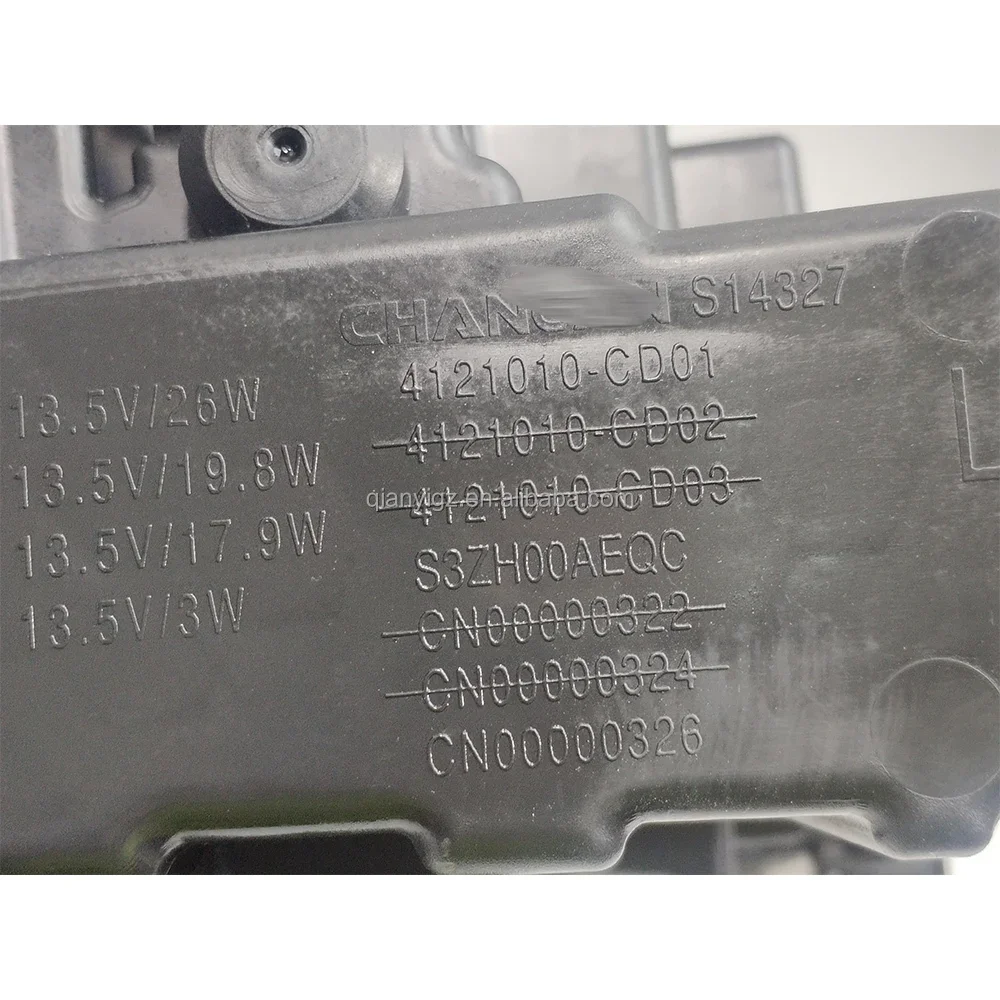 S14327
4121010-CD01
4121010-CD02
4121010-CD03
S3ZH00AEQC
CN00000322
CN00000324
CN00000326
13.5V/26W
13.5V/19.8W
13.5V/17.9W
13.5V/3W
L
qianyigz.en.alibaba.com